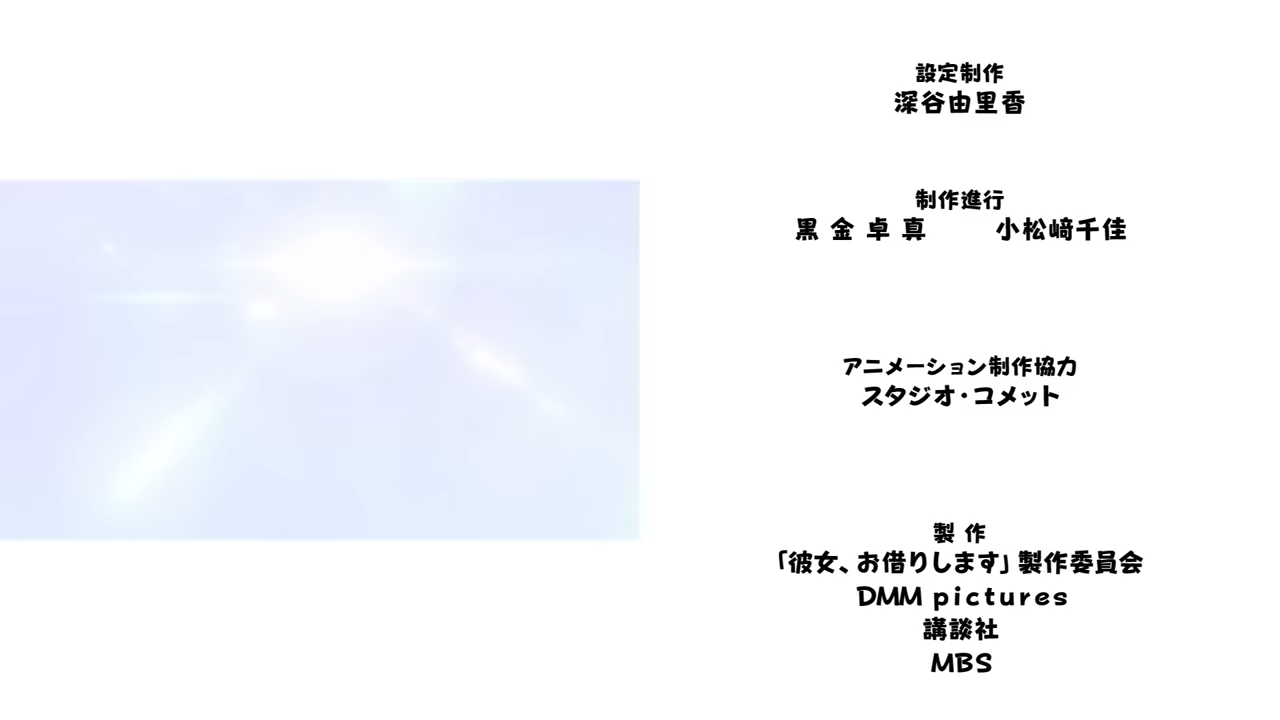 設定制作
深谷由里香
制作進行
黒金卓真 小松﨑千佳
アニメーション制作協力
スタジオ・コメット
製作
「彼女、お借りします」製作委員会
DMM pictures
講談社
MBS